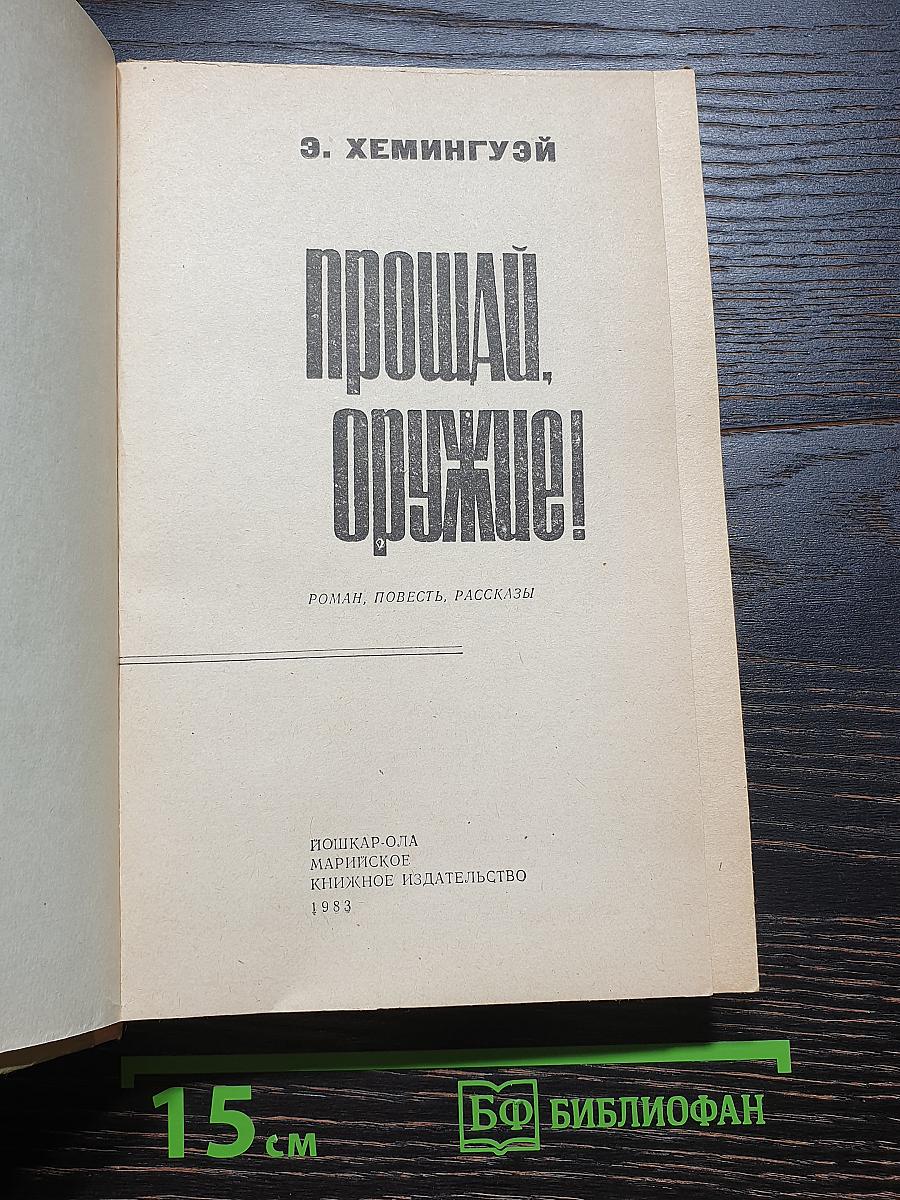 Э. ХЕМИНГУЭЙ
ПРОЩАЙ,
ОРУЖИЕ!
РОМАН, ПОВЕСТЬ, РАССКАЗЫ
ЙОШКАР-ОЛА
МАРИЙСКОЕ
КНИЖНОЕ ИЗДАТЕЛЬСТВО
1983
15 см
БФ БИБЛИОФАН